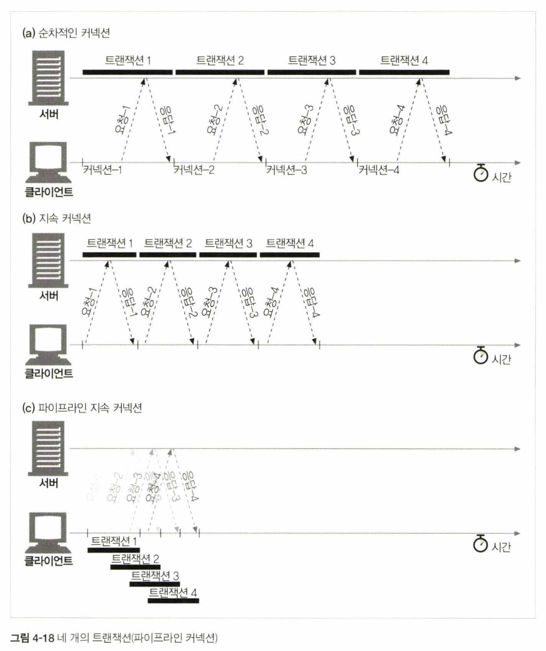 (a) 순차적인 커넥션
트랜잭션 1 트랜잭션 2 트랜잭션 3 트랜잭션 4
서버
요청-1 응답-1 요청-2 응답-2 요청-3 응답-3 요청-4 응답-4
커넥션-1 커넥션-2 커넥션-3 커넥션-4
시간
클라이언트
(b) 지속 커넥션
트랜잭션 1 트랜잭션 2 트랜잭션 3 트랜잭션 4
서버
요청-1 응답-1 요청-2 응답-2 요청-3 응답-3 요청-4 응답-4
시간
클라이언트
(c) 파이프라인 지속 커넥션
서버
요청-2 요청-3 요청-4 응답-3 응답-4
시간
클라이언트
트랜잭션 1
트랜잭션 2
트랜잭션 3
트랜잭션 4
그림 4-18 네 개의 트랜잭션(파이프라인 커넥션)